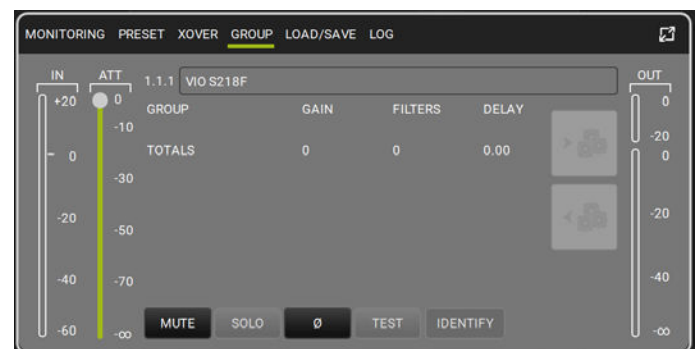 MONITORING PRESET XOVER GROUP LOAD/SAVE LOG
IN ATT 1.1.1 VIO S218F OUT
+20 0 0
GROUP GAIN FILTERS DELAY
-10 -20
TOTALS 0 0 0.00
0 0
-30
-20 -20
-50
-40 -70 -40
MUTE SOLO Ø TEST IDENTIFY
-60 -∞ -∞